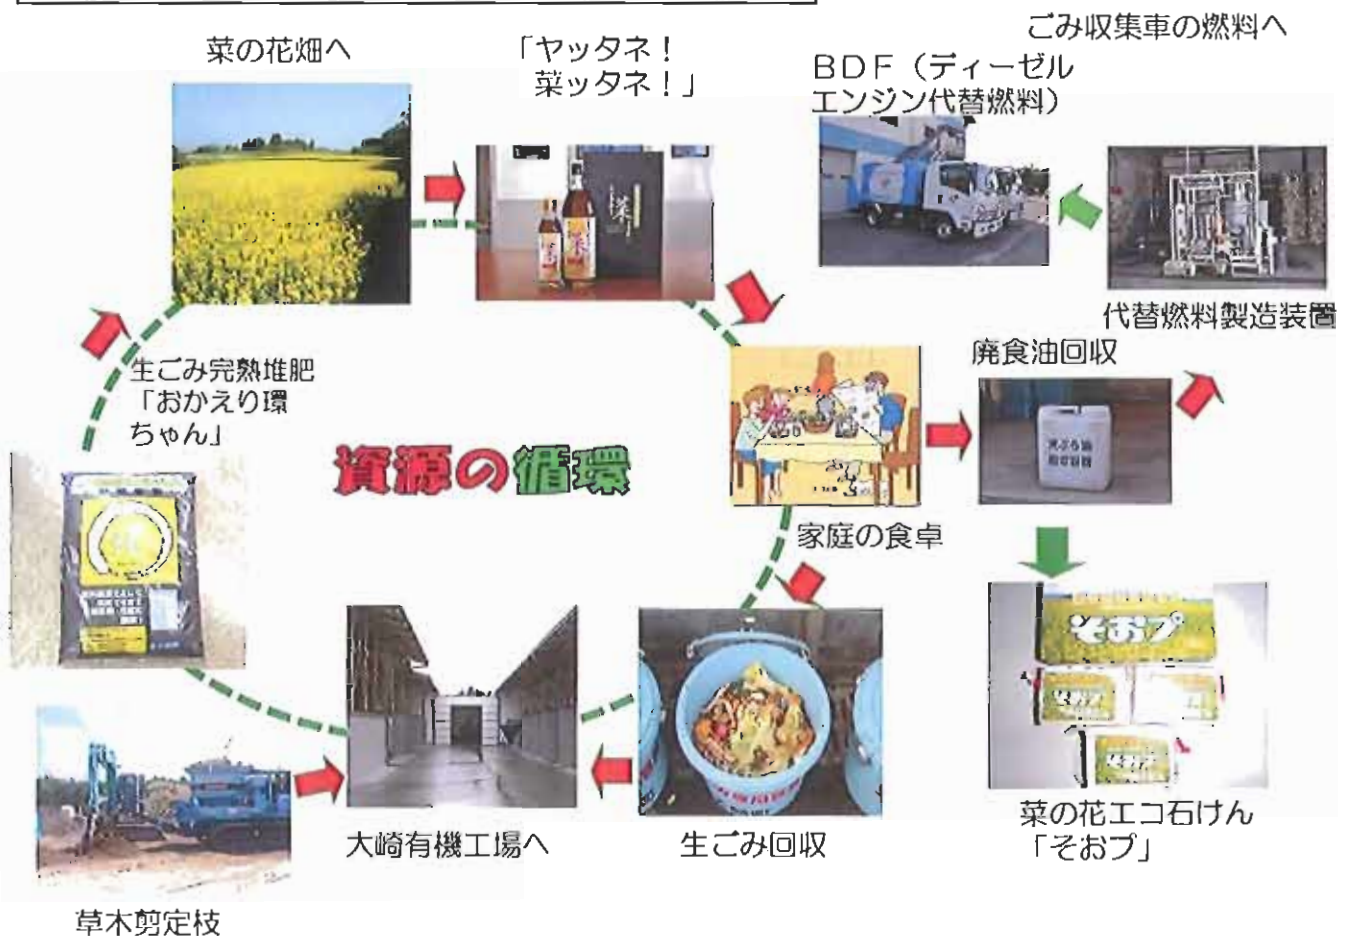 ごみ収集車の燃料へ
菜の花畑へ
「ヤッタネ！
菜ッタネ！」
BDF（ディーゼル
エンジン代替燃料）
代替燃料製造装置
廃食油回収
生ごみ完熟堆肥
「おかえり環
ちゃん」
資源の循環
家庭の食卓
そおプ
菜の花エコ石けん
「そおプ」
大崎有機工場へ
生ごみ回収
草木剪定枝